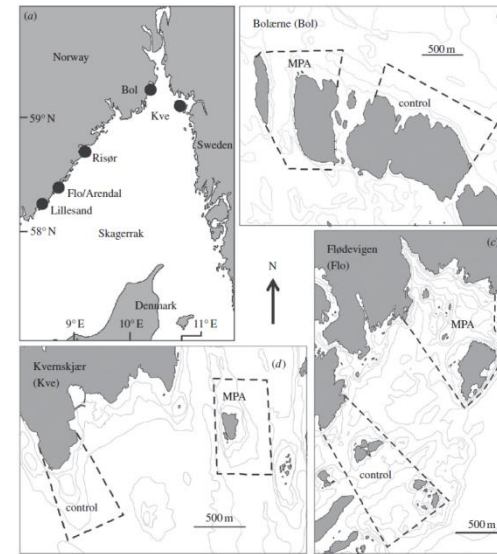 (a)
Norway
Bol
59° N
Kve
Sweden
Risør
Flo/Arendal
Lillesand
58° N
Skagerrak
N
Denmark
9° E
10° E
11° E
Bolærne (Bol)
500 m
MPA
control
Flødevigen
(Flo)
(c)
MPA
control
500 m
Kvernskjær
(Kve)
(d)
MPA
control
500 m